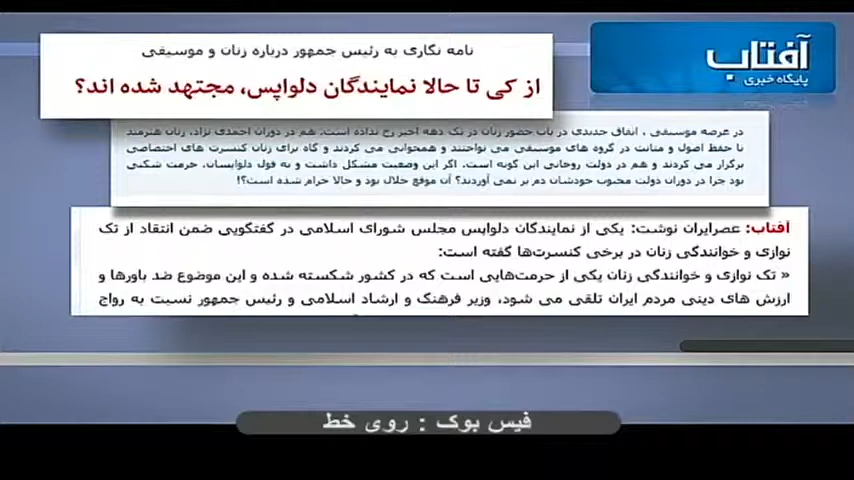 آفتاب
پایگاه خبری
نامه نگاری به رئیس جمهور درباره زنان و موسیقی
از کی تا حالا نمایندگان دلواپس، مجتهد شده اند؟
در عرصه موسیقی ، اتفاق جدیدی در باب حضور زنان در یک دهه اخیر رخ نداده است. هم در دوران احمدی نژاد، زنان هنرمند
با حفظ اصول و متانت در گروه های موسیقی می نواختند و همخوانی می کردند و گاه برای زنان کنسرت های اختصاصی
برگزار می کردند و هم در دولت روحانی این گونه است. اگر این وضعیت مشکل داشت و به قول دلواپسان، حرمت شکنی
بود چرا در دوران دولت محبوب خودشان دم بر نمی آوردند؟ آن موقع حلال بود و حالا حرام شده است؟!
آفتاب: عصرایران نوشت: یکی از نمایندگان دلواپس مجلس شورای اسلامی در گفتگویی ضمن انتقاد از تک
نوازی و خوانندگی زنان در برخی کنسرت‌ها گفته است:
« تک نوازی و خوانندگی زنان یکی از حرمت‌هایی است که در کشور شکسته شده و این موضوع ضد باورها و
ارزش های دینی مردم ایران تلقی می شود، وزیر فرهنگ و ارشاد اسلامی و رئیس جمهور نسبت به رواج
فیس بوک : روی خط